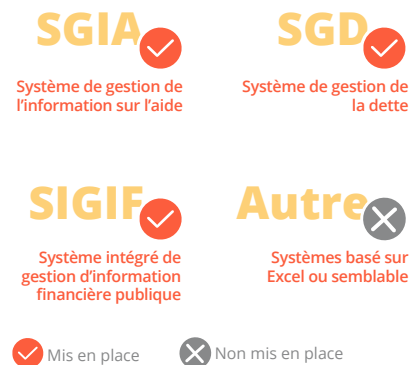 SGIA
Système de gestion de
l'information sur l'aide
SGD
Système de gestion de
la dette
SIGIF
Système intégré de
gestion d'information
financière publique
Autre
Systèmes basé sur
Excel ou semblable
Mis en place
Non mis en place